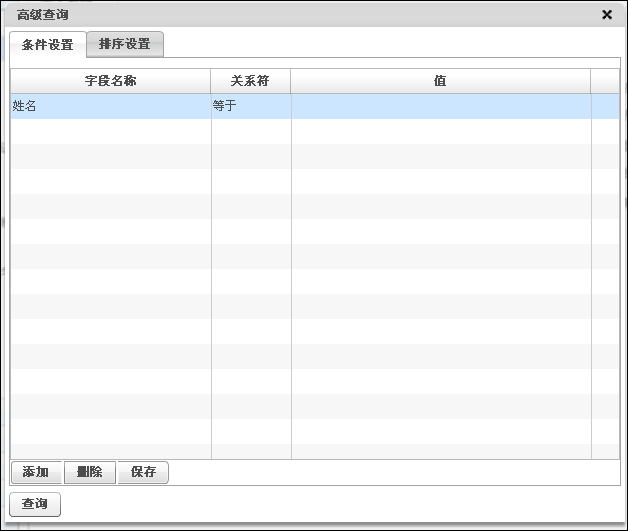 高级查询
条件设置 排序设置
字段名称 关系符 值
姓名 等于
添加 删除 保存
查询